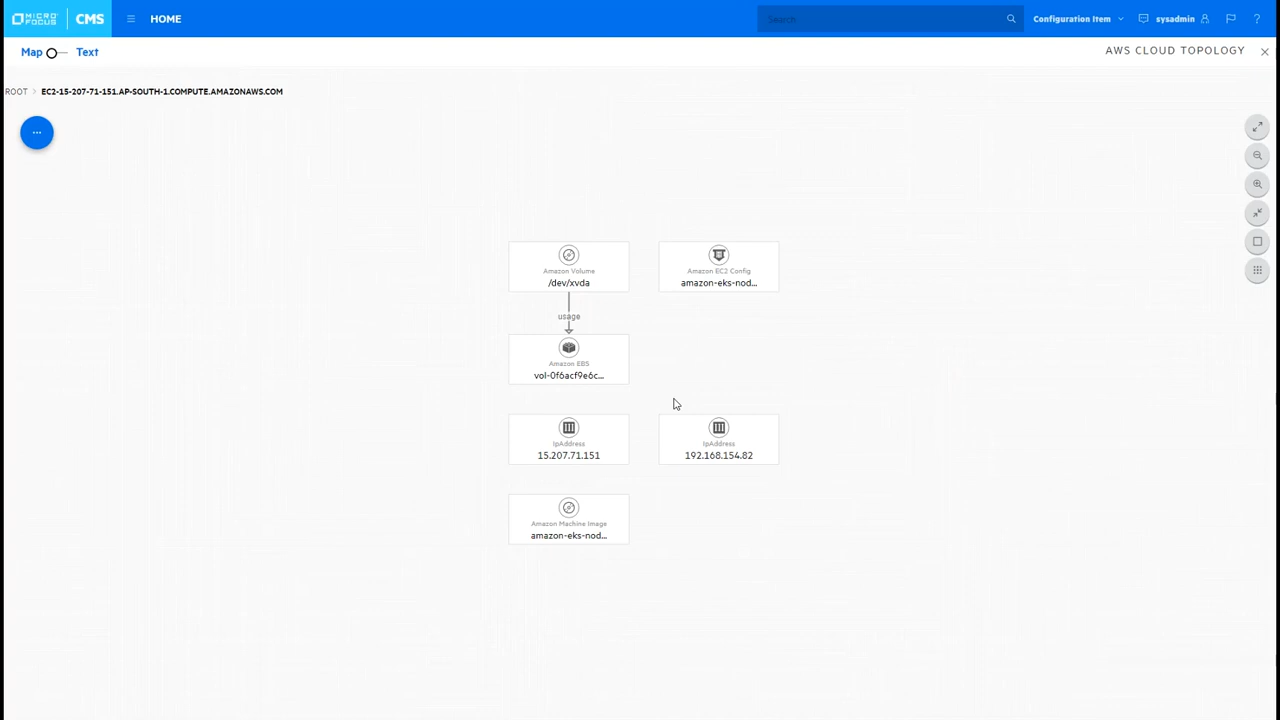 MICRO FOCUS CMS HOME Search Configuration Item sysadmin ?
Map Text AWS CLOUD TOPOLOGY
ROOT > EC2-15-207-71-151.AP-SOUTH-1.COMPUTE.AMAZONAWS.COM
...
Amazon Volume
/dev/xvda
Amazon EC2 Config
amazon-eks-nod...
usage
Amazon EBS
vol-0f6acf9e6c...
IpAddress
15.207.71.151
IpAddress
192.168.154.82
Amazon Machine Image
amazon-eks-nod...